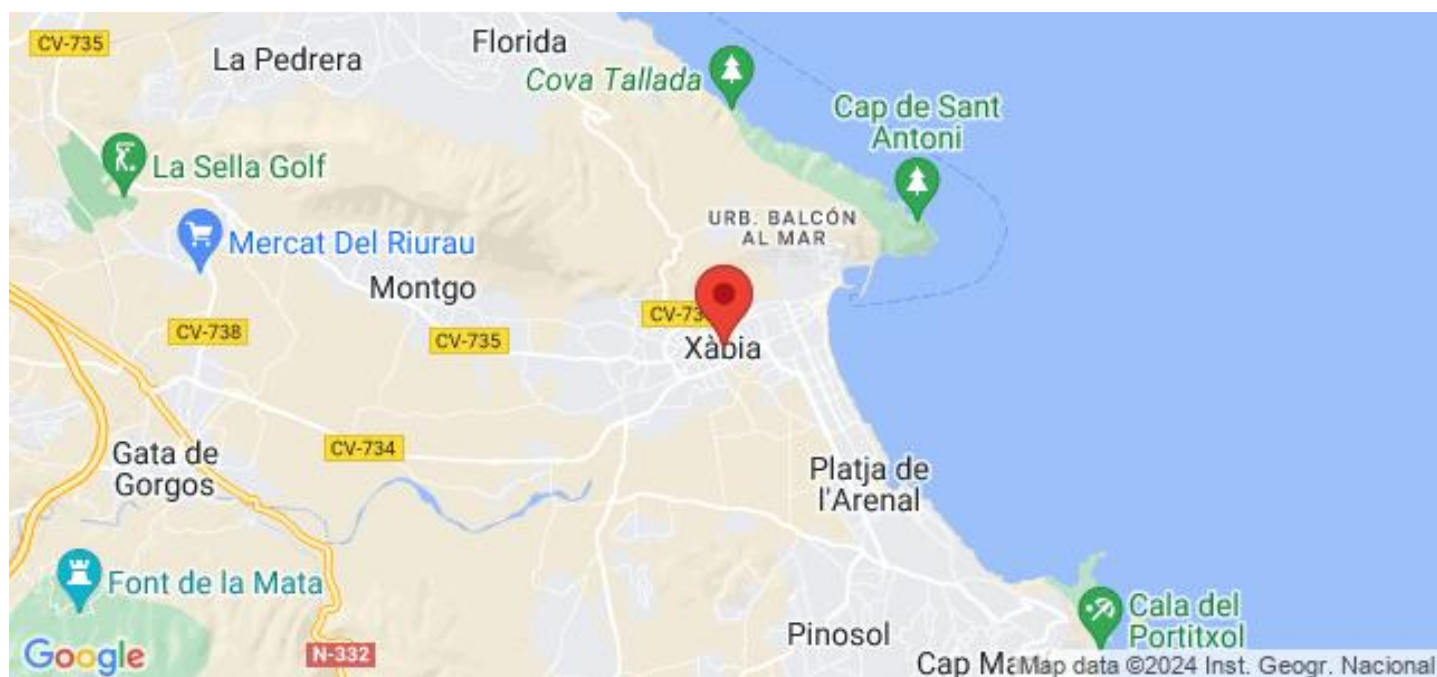 CV-735
La Pedrera
Florida
Cova Tallada
Cap de Sant
Antoni
La Sella Golf
URB. BALCÓN
AL MAR
Mercat Del Riurau
Montgo
CV-738
CV-735
Xàbia
Gata de
Gorgos
CV-734
Platja de
l'Arenal
Font de la Mata
Cala del
Portitxol
Pinosol
Google
N-332
Cap
Map data ©2024 Inst. Geogr. Nacional